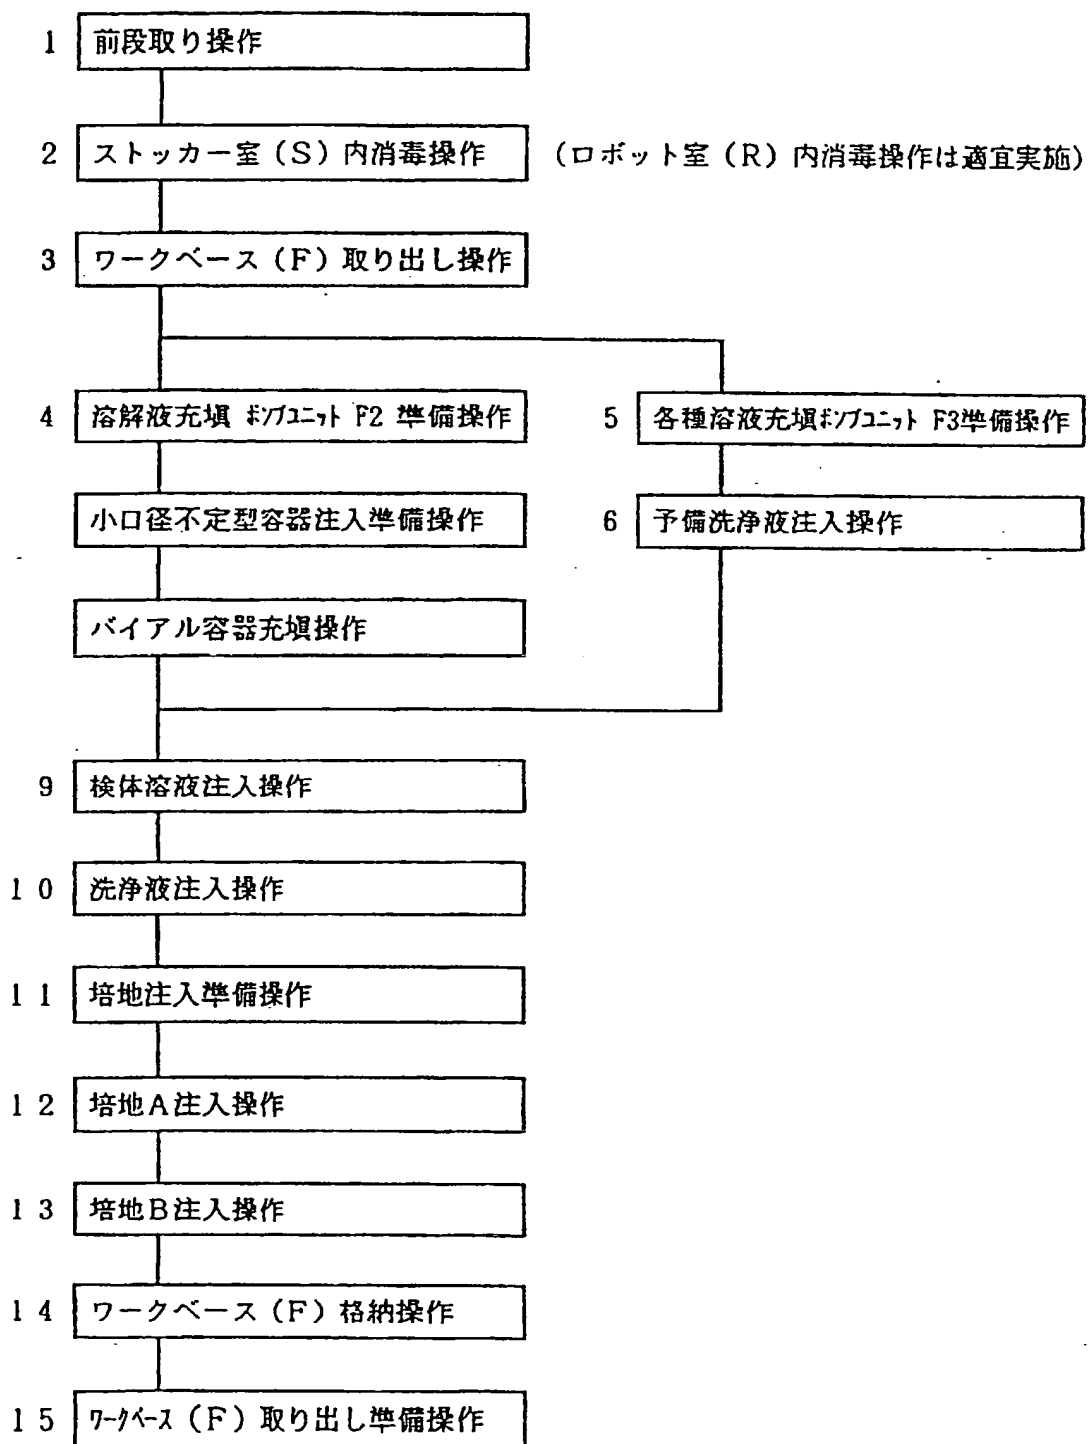 1 前段取り操作
2 ストッカー室（S）内消毒操作 （ロボット室（R）内消毒操作は適宜実施）
3 ワークベース（F）取り出し操作
4 溶解液充填 ポンプユニット F2 準備操作
5 各種溶液充填ポンプユニット F3準備操作
小口径不定型容器注入準備操作
6 予備洗浄液注入操作
バイアル容器充填操作
9 検体溶液注入操作
10 洗浄液注入操作
11 培地注入準備操作
12 培地A注入操作
13 培地B注入操作
14 ワークベース（F）格納操作
15 ワークベース（F）取り出し準備操作